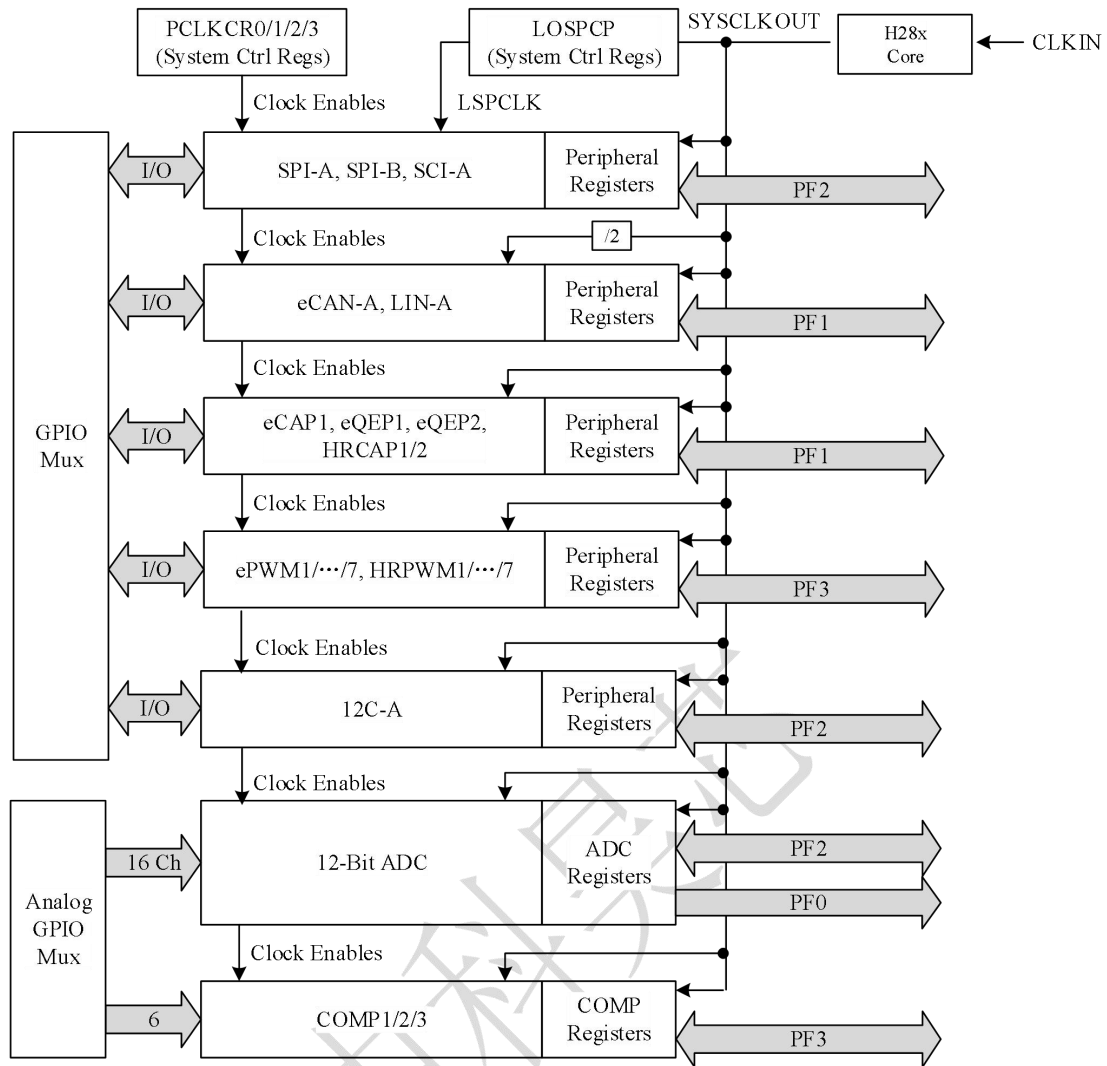 PCLKCR0/1/2/3
(System Ctrl Regs)
LOSPCP
(System Ctrl Regs)
SYSCLKOUT
H28x
Core
CLKIN
Clock Enables
LSPCLK
I/O
SPI-A, SPI-B, SCI-A
Peripheral
Registers
PF2
Clock Enables
/2
I/O
eCAN-A, LIN-A
Peripheral
Registers
PF1
Clock Enables
GPIO
Mux
I/O
eCAP1, eQEP1, eQEP2,
HRCAP1/2
Peripheral
Registers
PF1
Clock Enables
I/O
ePWM1/···/7, HRPWM1/···/7
Peripheral
Registers
PF3
Clock Enables
I/O
12C-A
Peripheral
Registers
PF2
Clock Enables
Analog
GPIO
Mux
16 Ch
12-Bit ADC
ADC
Registers
PF2
PF0
Clock Enables
6
COMP1/2/3
COMP
Registers
PF3
科昊芯